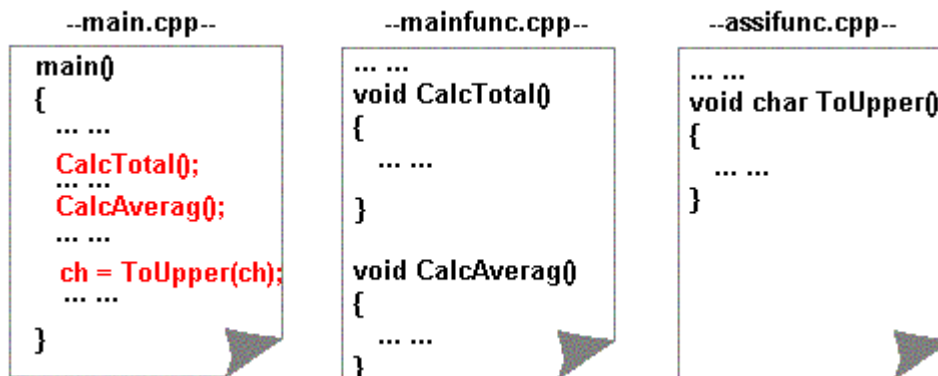 --main.cpp--
main()
{
... ...
CalcTotal();
... ...
CalcAverag();
... ...
ch = ToUpper(ch);
... ...
}
--mainfunc.cpp--
... ...
void CalcTotal()
{
... ...
}
void CalcAverag()
{
... ...
}
--assifunc.cpp--
... ...
void char ToUpper()
{
... ...
}